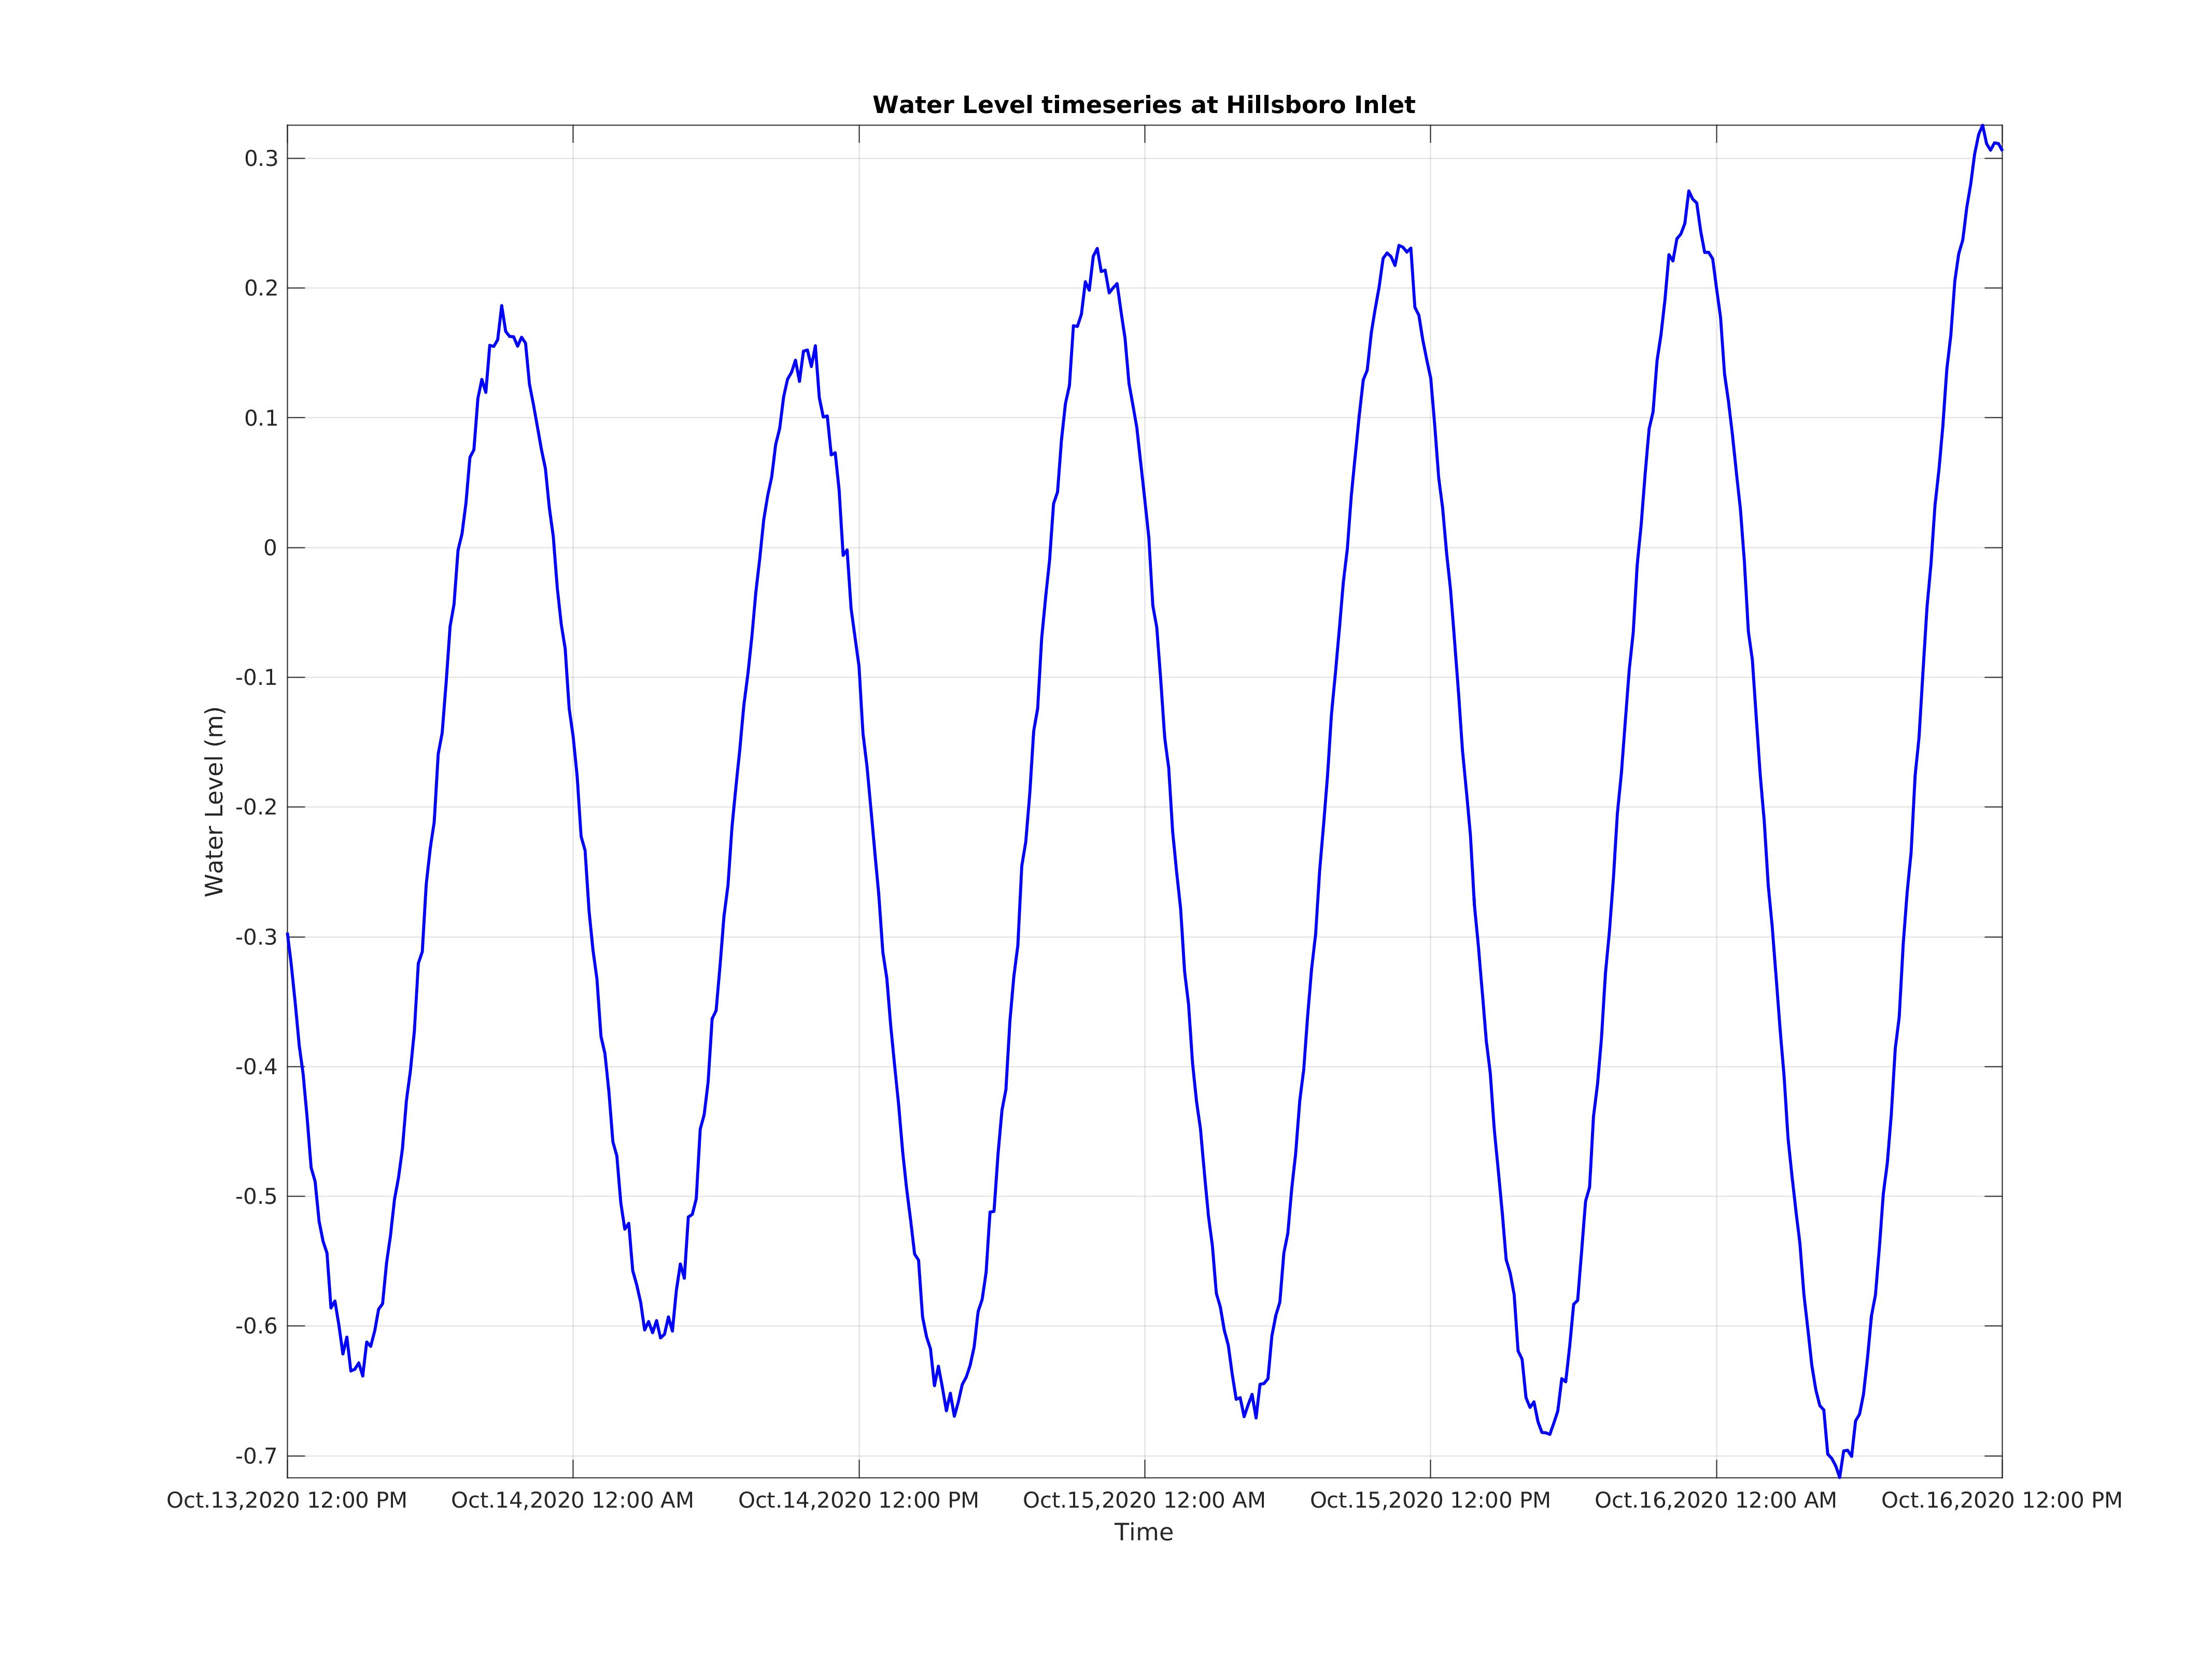 Water Level timeseries at Hillsboro Inlet
0.3
0.2
0.1
0
-0.1
-0.2
-0.3
-0.4
-0.5
-0.6
-0.7
Water Level (m)
Oct.13,2020 12:00 PM
Oct.14,2020 12:00 AM
Oct.14,2020 12:00 PM
Oct.15,2020 12:00 AM
Oct.15,2020 12:00 PM
Oct.16,2020 12:00 AM
Oct.16,2020 12:00 PM
Time